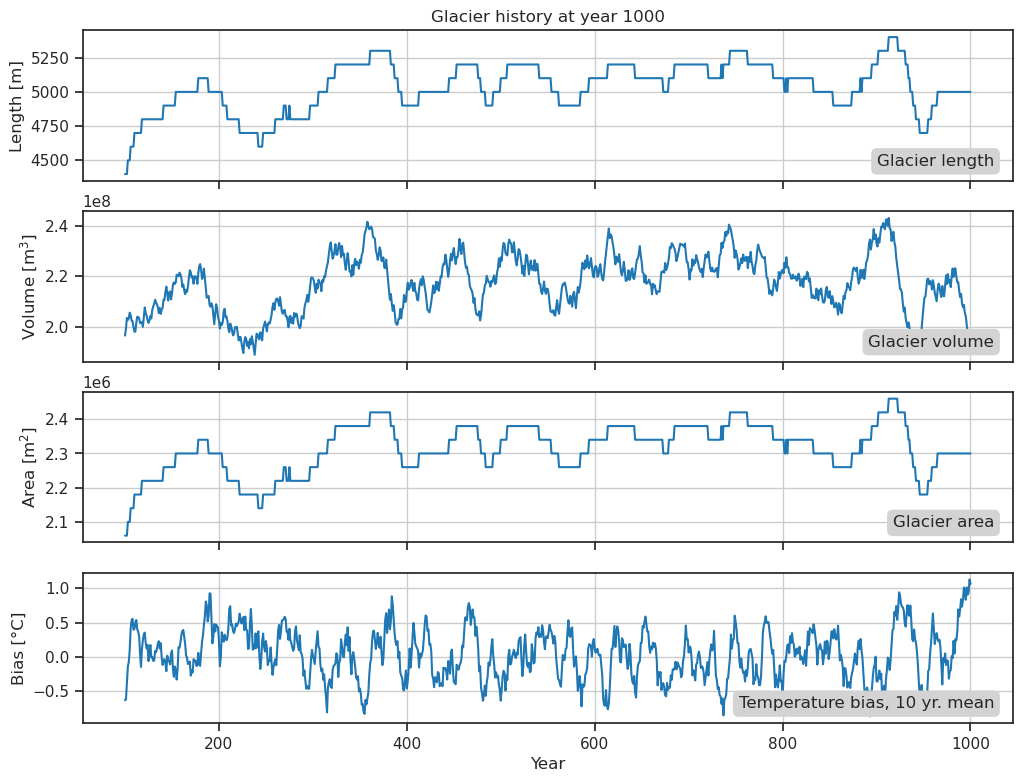 Glacier history at year 1000
Length [m]
5250
5000
4750
4500
Glacier length
1e8
Volume [m³]
2.4
2.2
2.0
Glacier volume
1e6
Area [m²]
2.4
2.3
2.2
2.1
Glacier area
Bias [°C]
1.0
0.5
0.0
−0.5
Temperature bias, 10 yr. mean
200 400 600 800 1000
Year